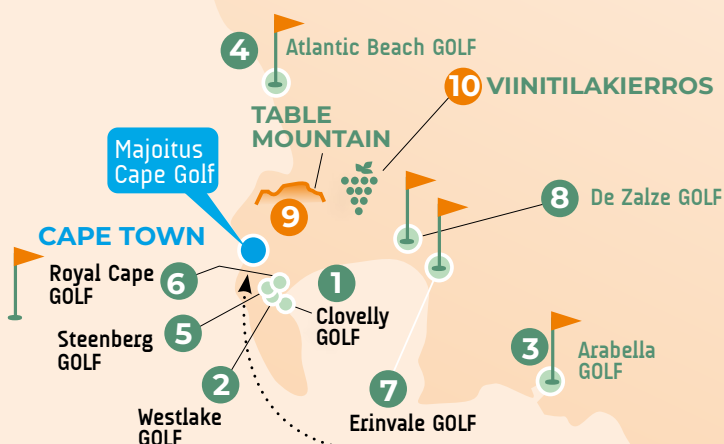 4
Atlantic Beach GOLF
10
VIINITILAKIERROS
TABLE
MOUNTAIN
Majoitus
Cape Golf
9
8
De Zalze GOLF
CAPE TOWN
Royal Cape
GOLF
6
1
Clovelly
GOLF
Steenberg
GOLF
5
3
Arabella
GOLF
2
Westlake
GOLF
7
Erinvale GOLF